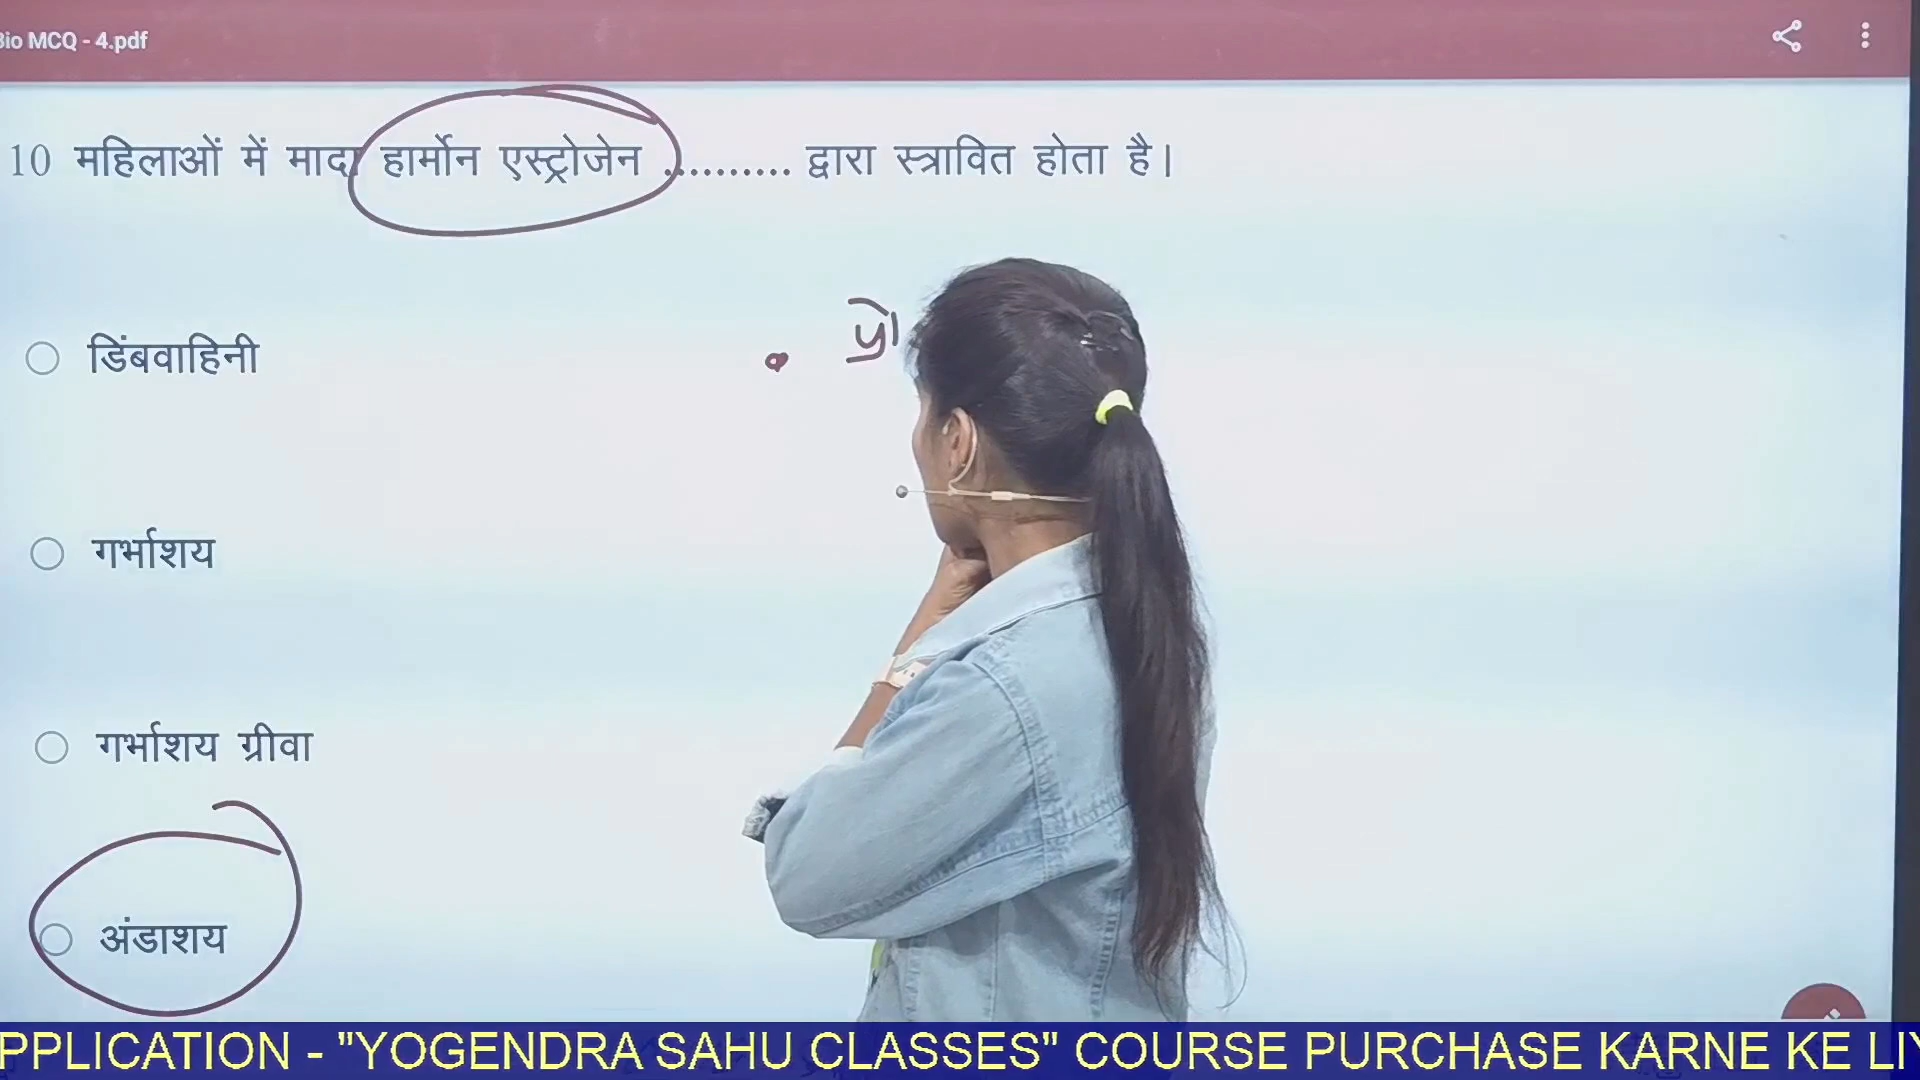 Bio MCQ - 4.pdf
10 महिलाओं में मादा हार्मोन एस्ट्रोजेन .......... द्वारा स्त्रावित होता है।
प्रो
डिंबवाहिनी
गर्भाशय
गर्भाशय ग्रीवा
अंडाशय
PPLICATION - "YOGENDRA SAHU CLASSES" COURSE PURCHASE KARNE KE LIY